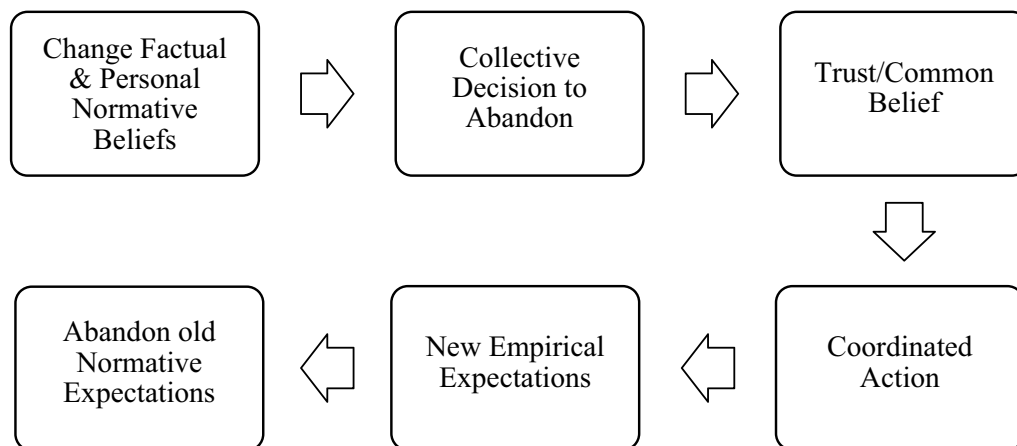 Change Factual
& Personal
Normative
Beliefs
Collective
Decision to
Abandon
Trust/Common
Belief
Coordinated
Action
New Empirical
Expectations
Abandon old
Normative
Expectations